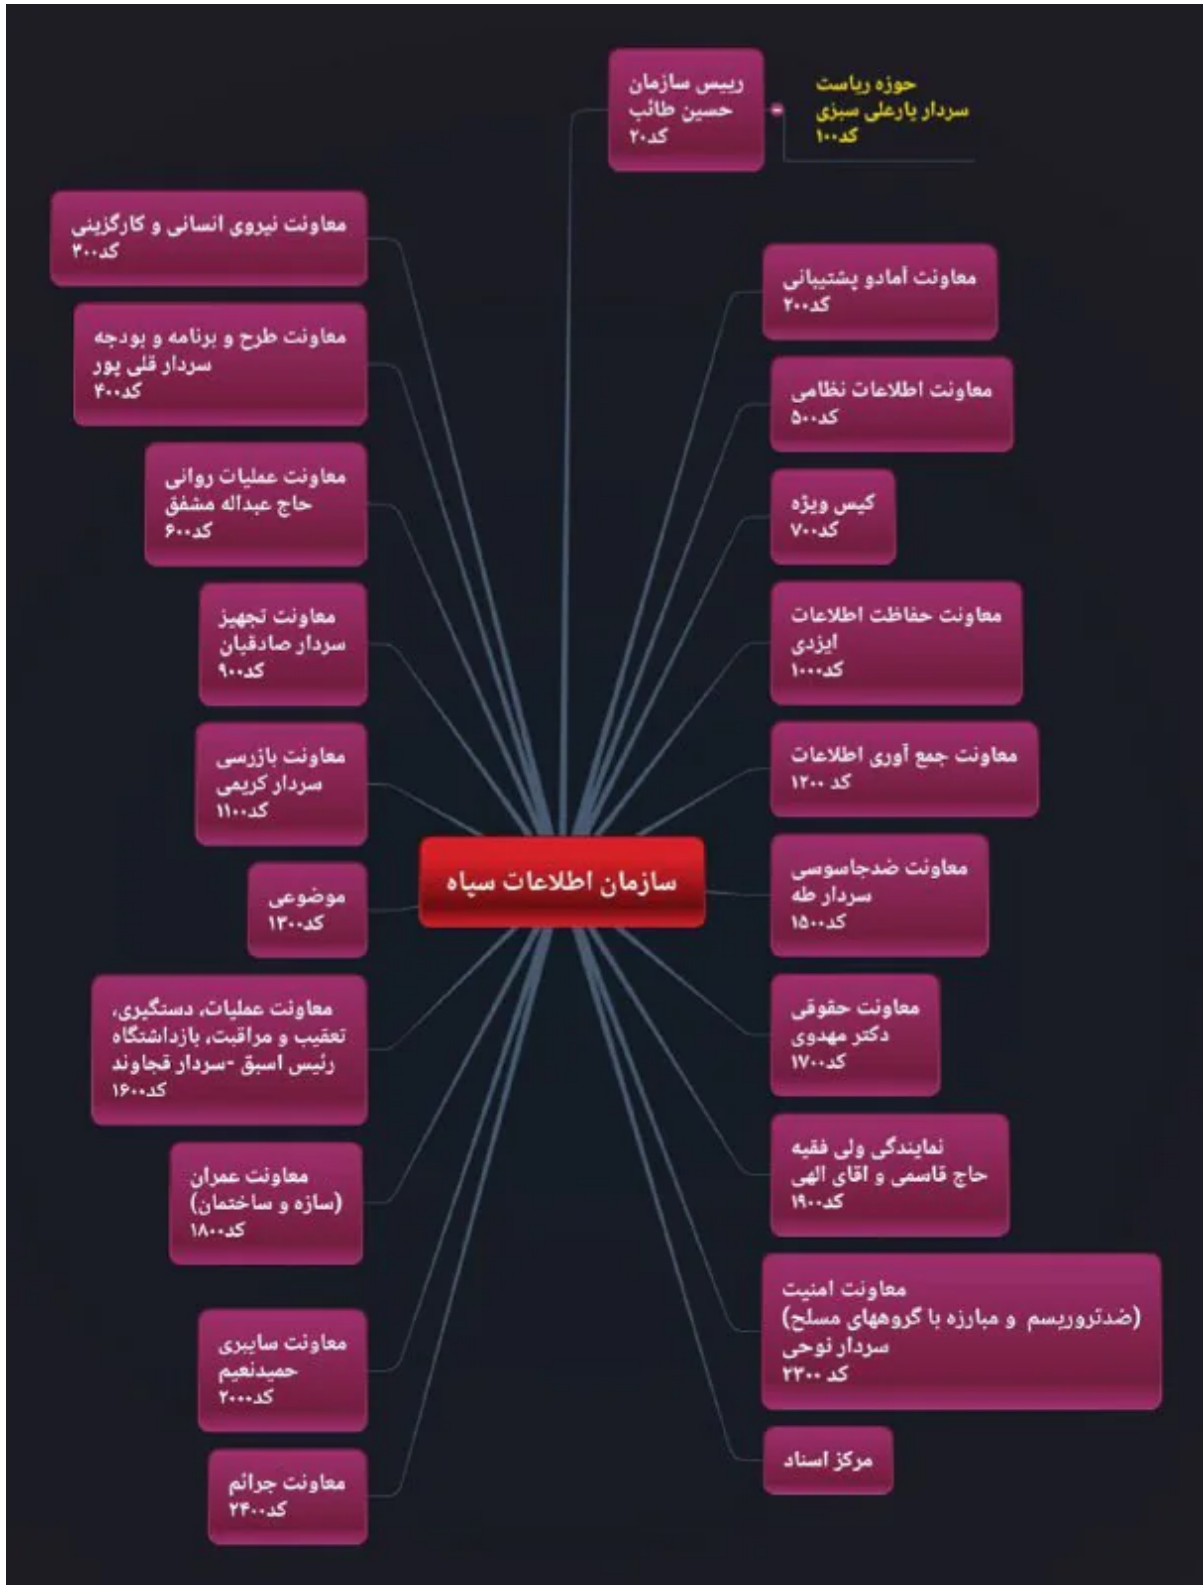 رییس سازمان
حسین طائب
کد۲۰
حوزه ریاست
سردار یارعلی سبزی
کد۱۰۰
معاونت آمادو پشتیبانی
کد۲۰۰
معاونت اطلاعات نظامی
کد۵۰۰
کیس ویژه
کد۷۰۰
معاونت حفاظت اطلاعات
ایزدی
کد۱۰۰۰
معاونت جمع آوری اطلاعات
کد ۱۲۰۰
معاونت ضدجاسوسی
سردار طه
کد۱۵۰۰
معاونت حقوقی
دکتر مهدوی
کد۱۷۰۰
نمایندگی ولی فقیه
حاج قاسمی و اقای الهی
کد۱۹۰۰
معاونت امنیت
(ضدتروریسم و مبارزه با گروههای مسلح)
سردار نوحی
کد ۲۳۰۰
مرکز اسناد
سازمان اطلاعات سپاه
معاونت نیروی انسانی و کارگزینی
کد۳۰۰
معاونت طرح و برنامه و بودجه
سردار قلی پور
کد۴۰۰
معاونت عملیات روانی
حاج عبداله مشفق
کد۶۰۰
معاونت تجهیز
سردار صادقیان
کد۹۰۰
معاونت بازرسی
سردار کریمی
کد۱۱۰۰
موضوعی
کد۱۳۰۰
معاونت عملیات، دستگیری،
تعقیب و مراقبت، بازداشتگاه
رئیس اسبق -سردار قجاوند
کد۱۶۰۰
معاونت عمران
(سازه و ساختمان)
کد۱۸۰۰
معاونت سایبری
حمیدنعیم
کد۲۰۰۰
معاونت جرائم
کد۲۴۰۰